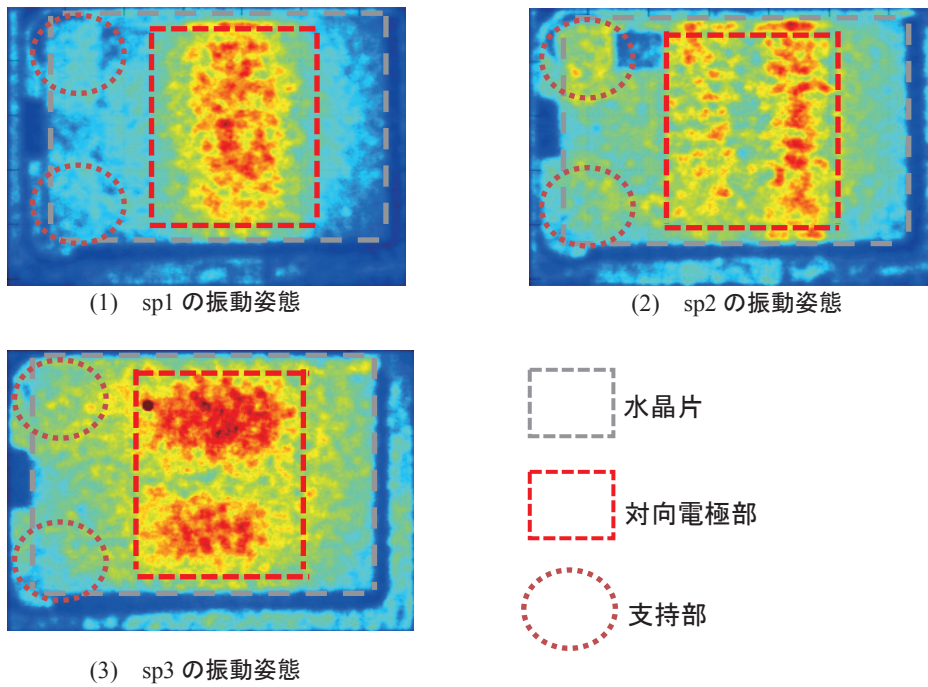 (1) sp1 の振動姿態
(2) sp2 の振動姿態
(3) sp3 の振動姿態
水晶片
対向電極部
支持部